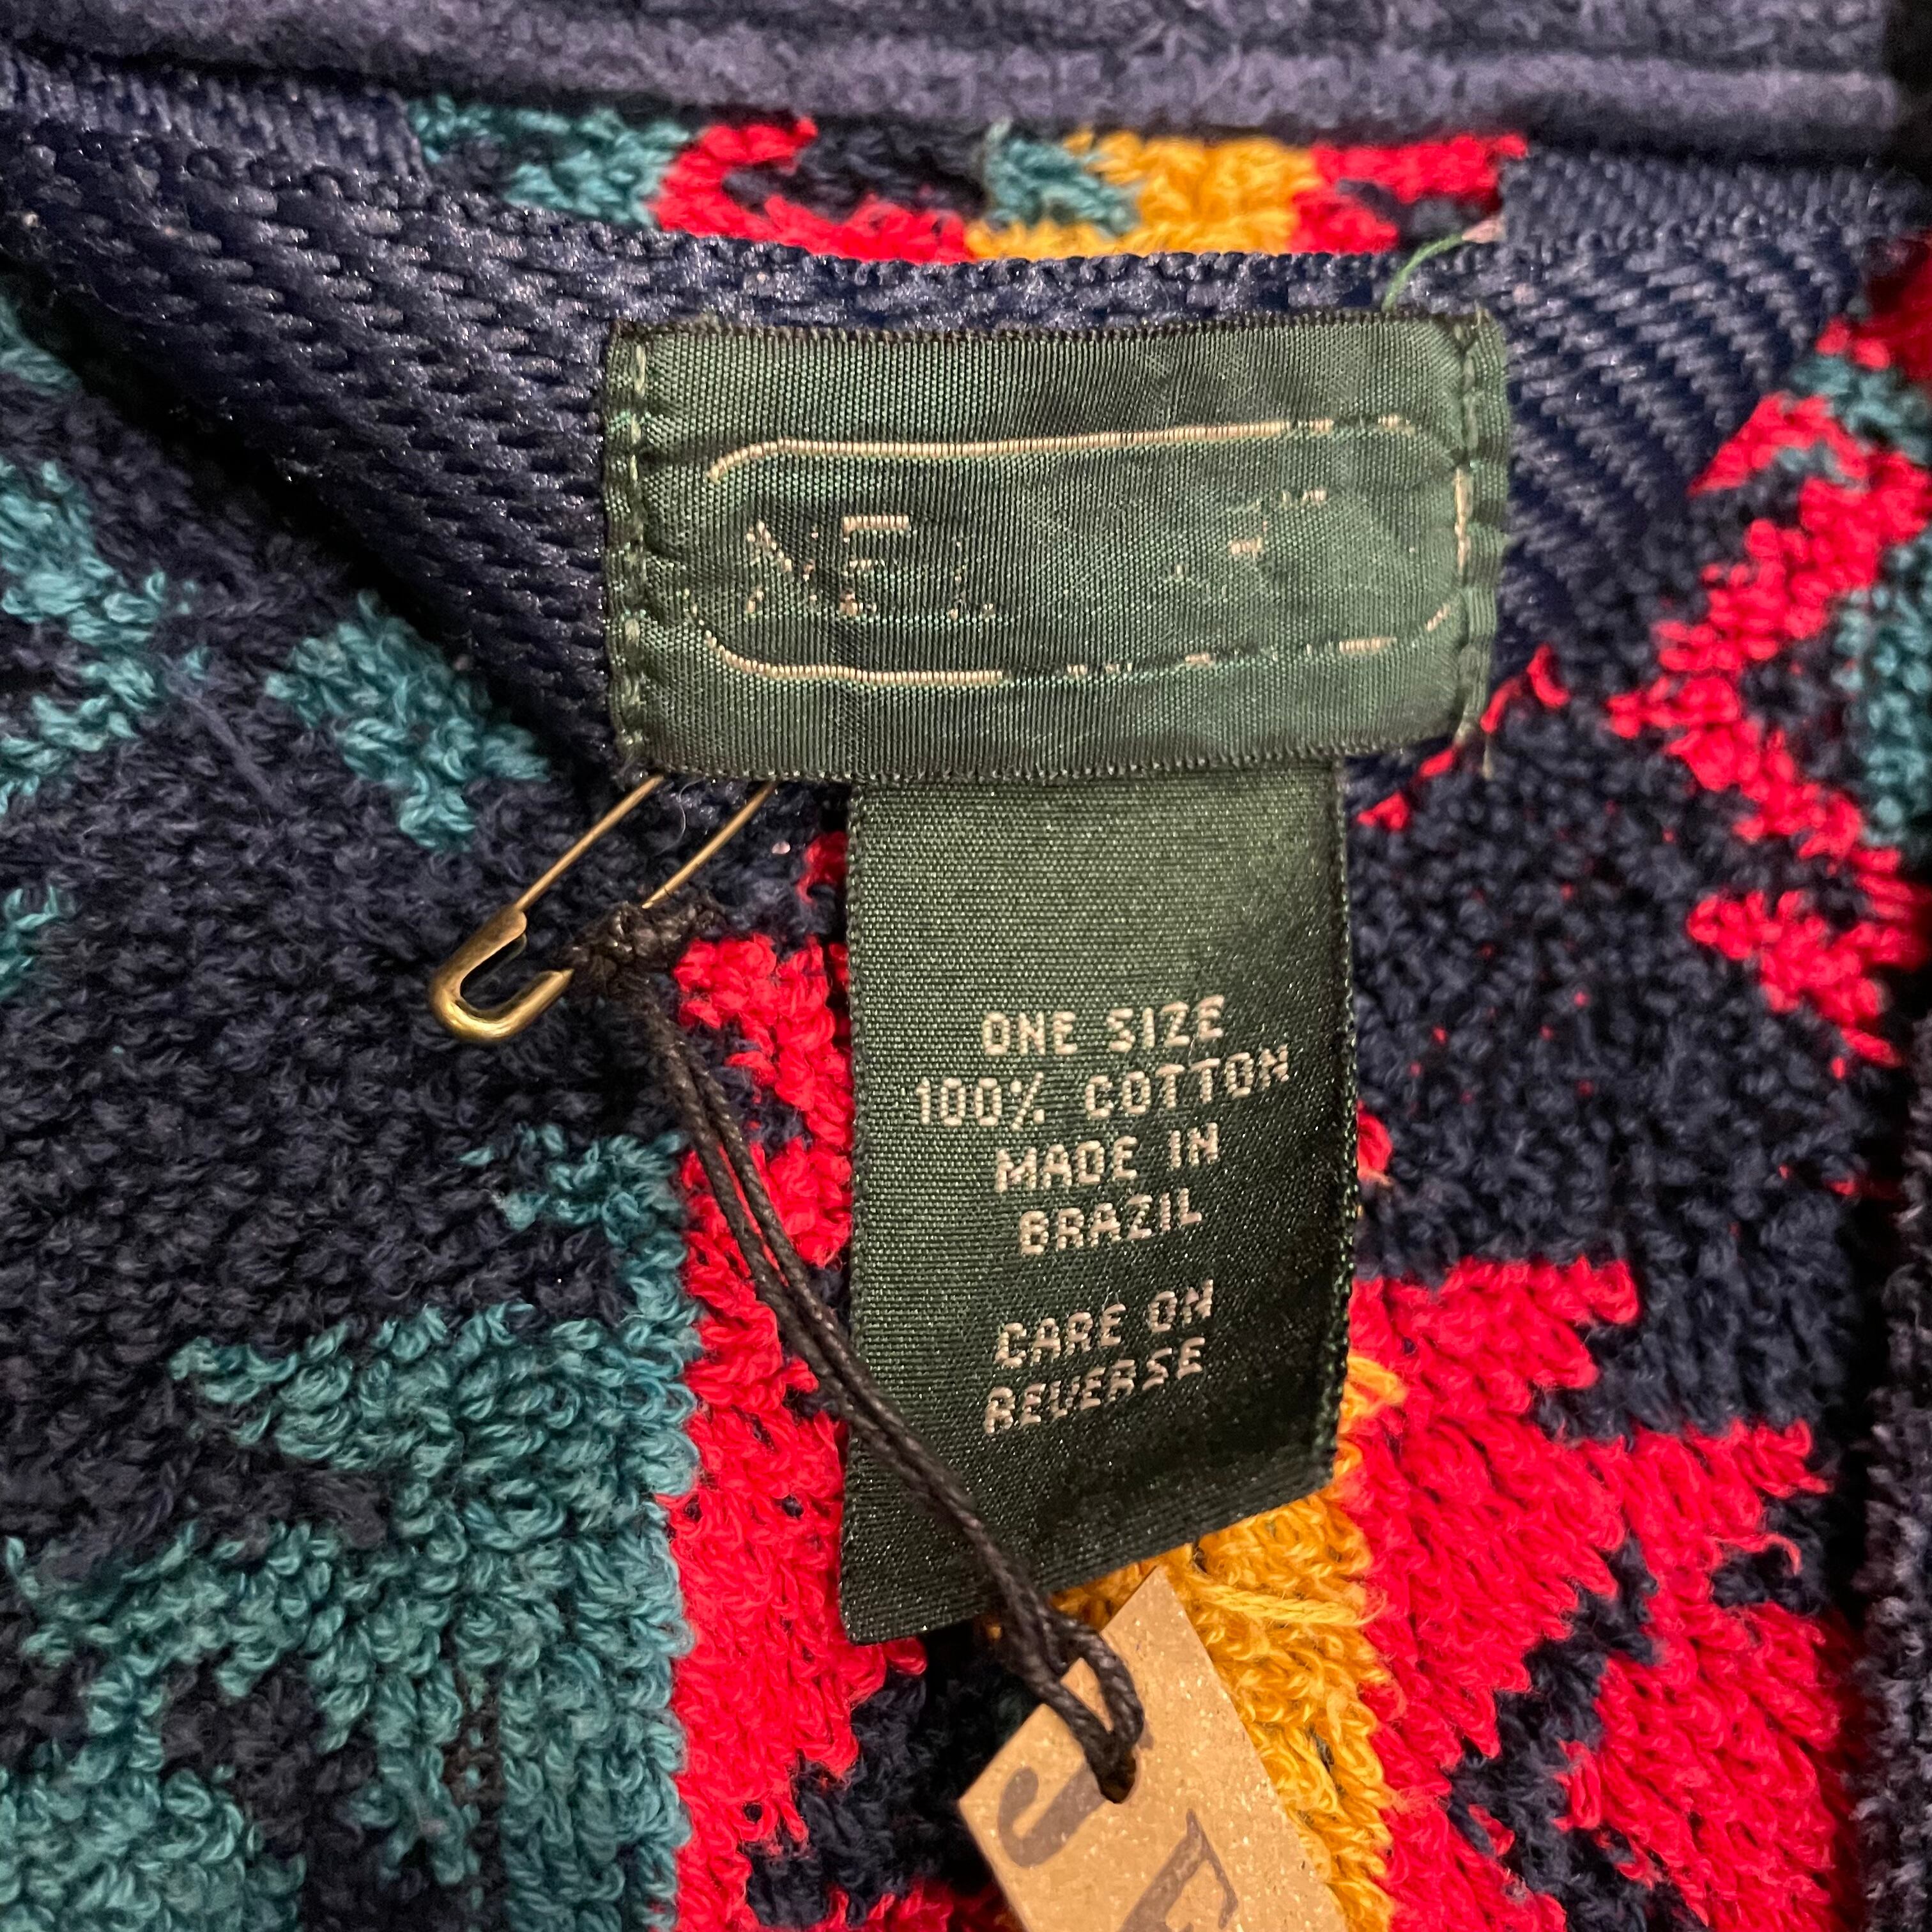 ONE SIZE
100% COTTON
MADE IN
BRAZIL
CARE ON
REVERSE